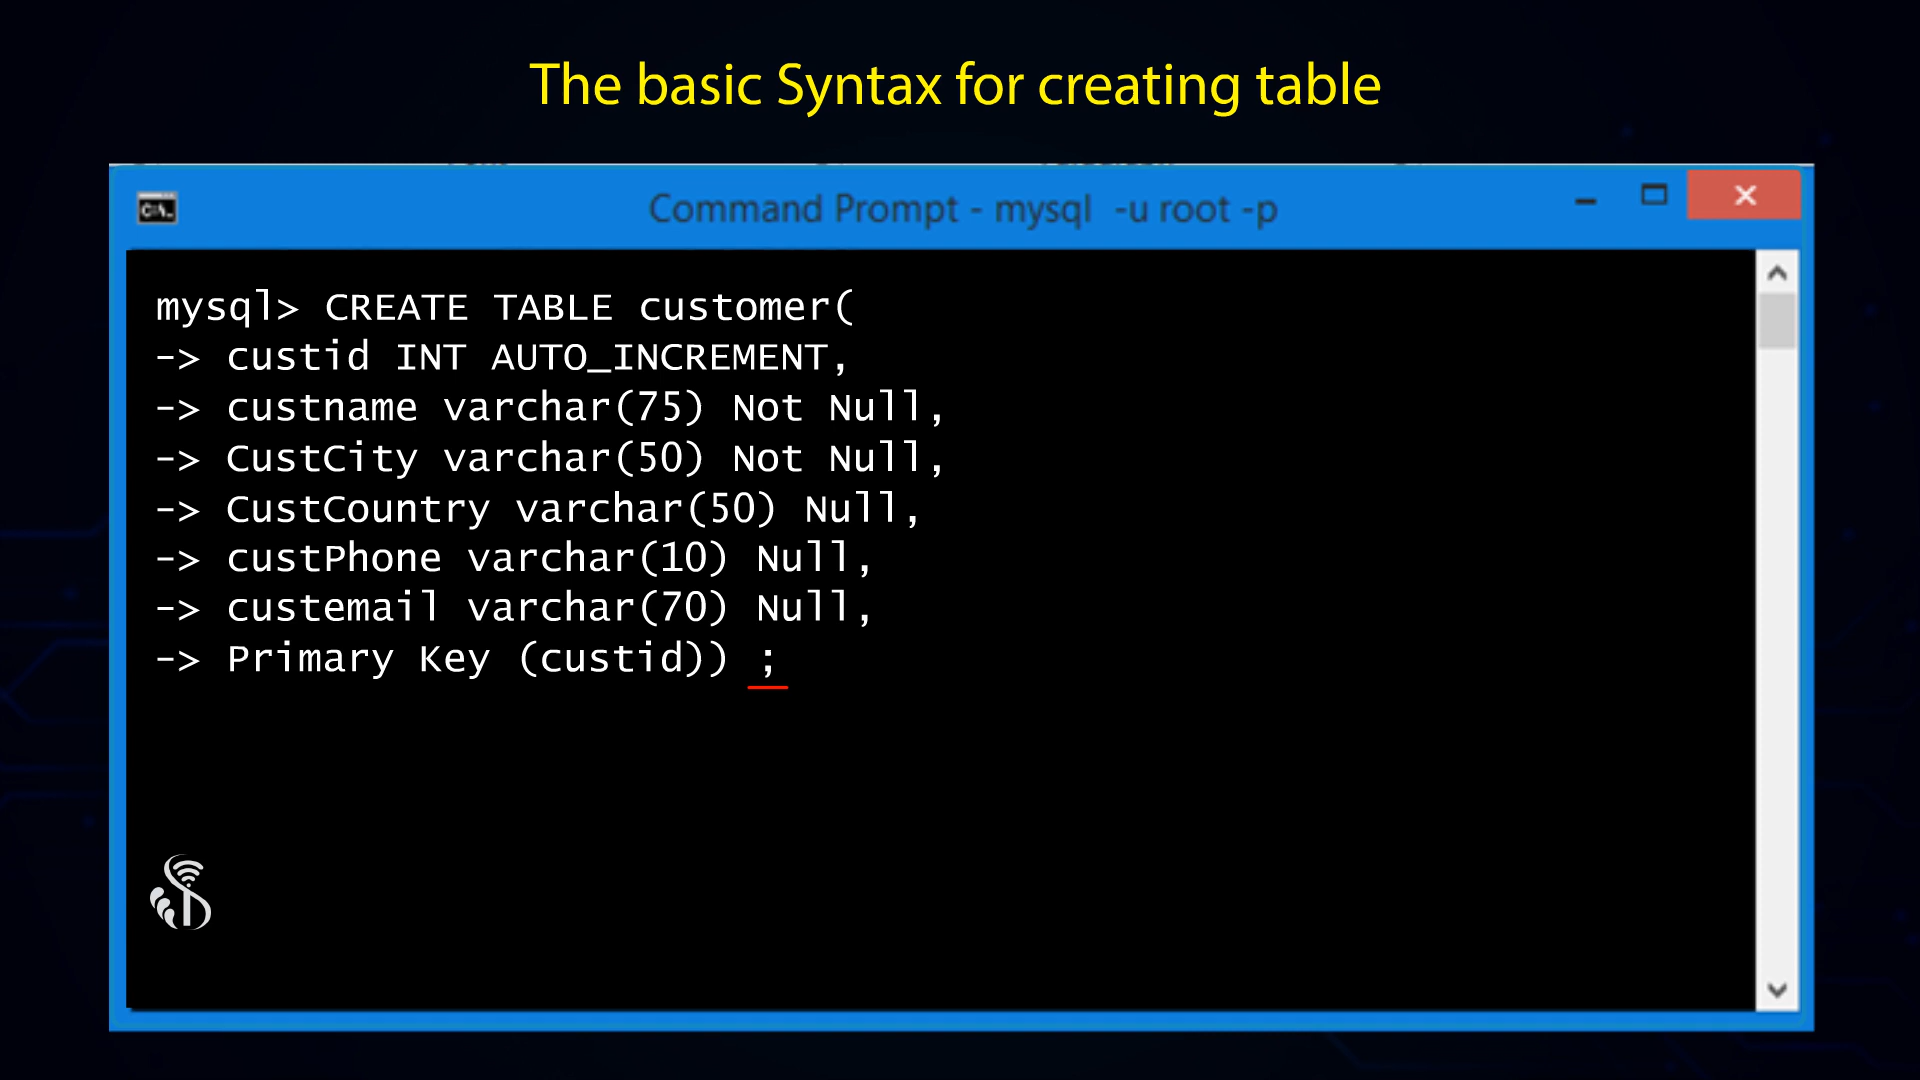 The basic Syntax for creating table
Command Prompt - mysql -u root -p
mysql> CREATE TABLE customer(
-> custid INT AUTO_INCREMENT,
-> custname varchar(75) Not Null,
-> CustCity varchar(50) Not Null,
-> CustCountry varchar(50) Null,
-> custPhone varchar(10) Null,
-> custemail varchar(70) Null,
-> Primary Key (custid)) ;